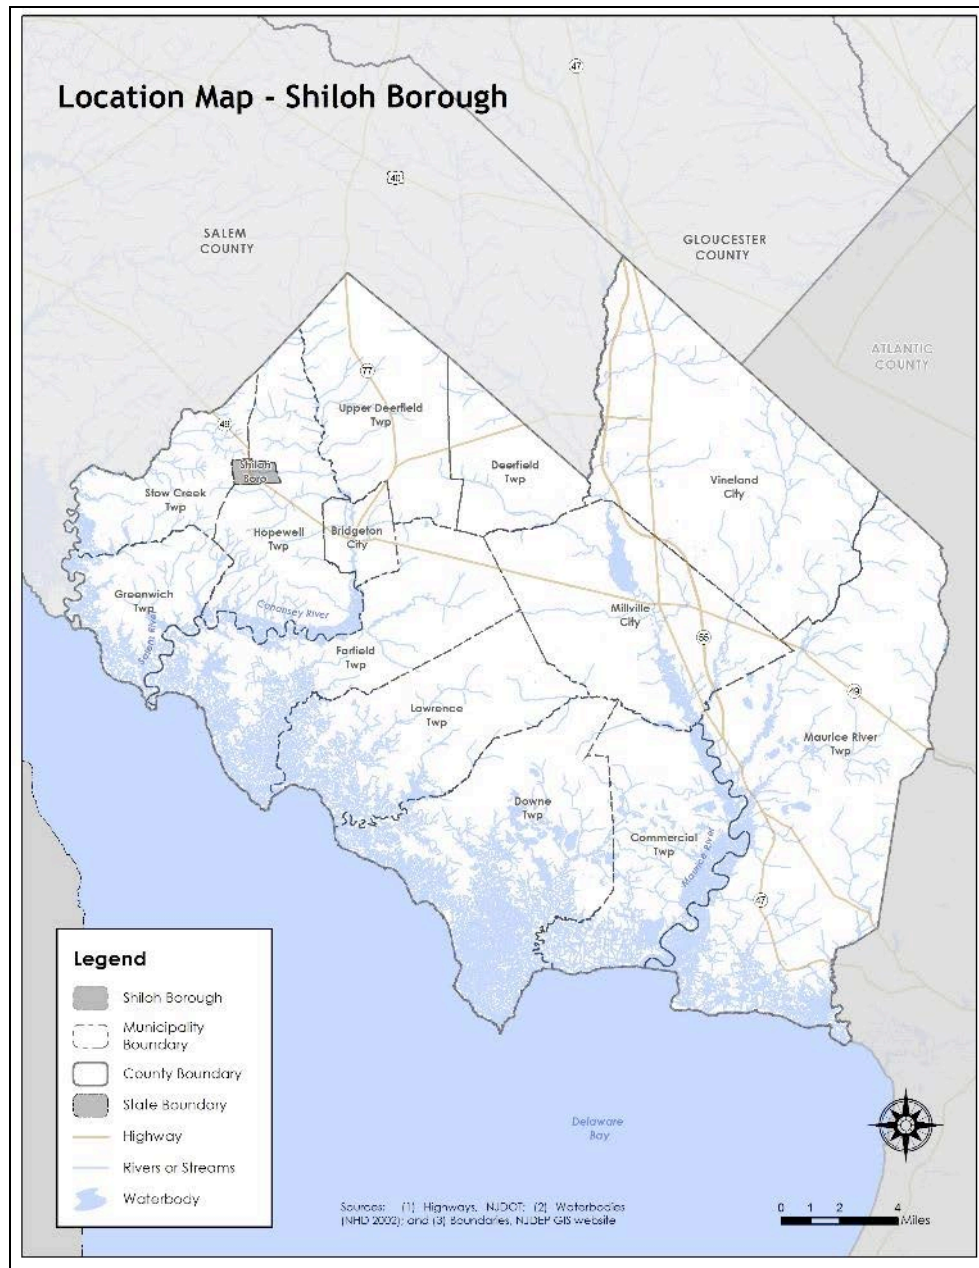 Location Map - Shiloh Borough
47
40
SALEM
COUNTY
GLOUCESTER
COUNTY
ATLANTIC
COUNTY
77
Upper Deerfield
Twp
49
Shiloh
Boro
Deerfield
Twp
Vineland
City
Stow Creek
Twp
Hopewell
Twp
Bridgeton
City
Greenwich
Twp
Cohansey River
Millville
City
55
Farfield
Twp
49
Lawrence
Twp
Maurice River
Twp
Downe
Twp
Commercial
Twp
Maurice River
47
Legend
Shiloh Borough
Municipality
Boundary
County Boundary
State Boundary
Highway
Rivers or Streams
Waterbody
Delaware
Bay
Sources: (1) Highways, NJDOT; (2) Waterbodies
(NHD 2002); and (3) Boundaries, NJDEP GIS website
0 1 2 4
Miles